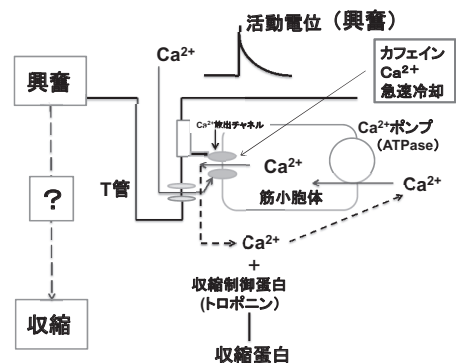 活動電位（興奮）
Ca²⁺
カフェイン
Ca²⁺
急速冷却
興奮
Ca²⁺放出チャネル
Ca²⁺ポンプ
（ATPase）
?
T管
Ca²⁺
Ca²⁺
筋小胞体
Ca²⁺
+
収縮制御蛋白
(トロポニン)
収縮
収縮蛋白